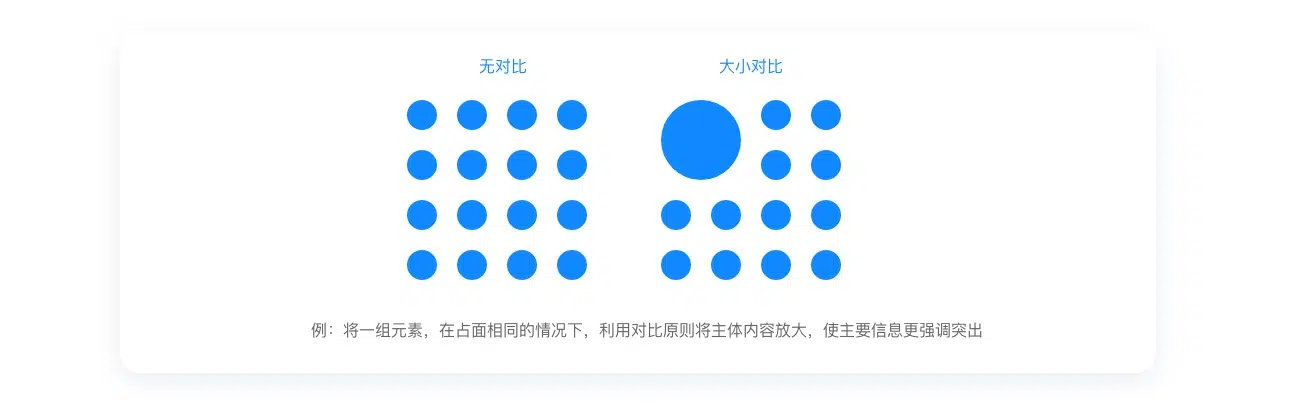 无对比
大小对比
例：将一组元素，在占面相同的情况下，利用对比原则将主体内容放大，使主要信息更强调突出